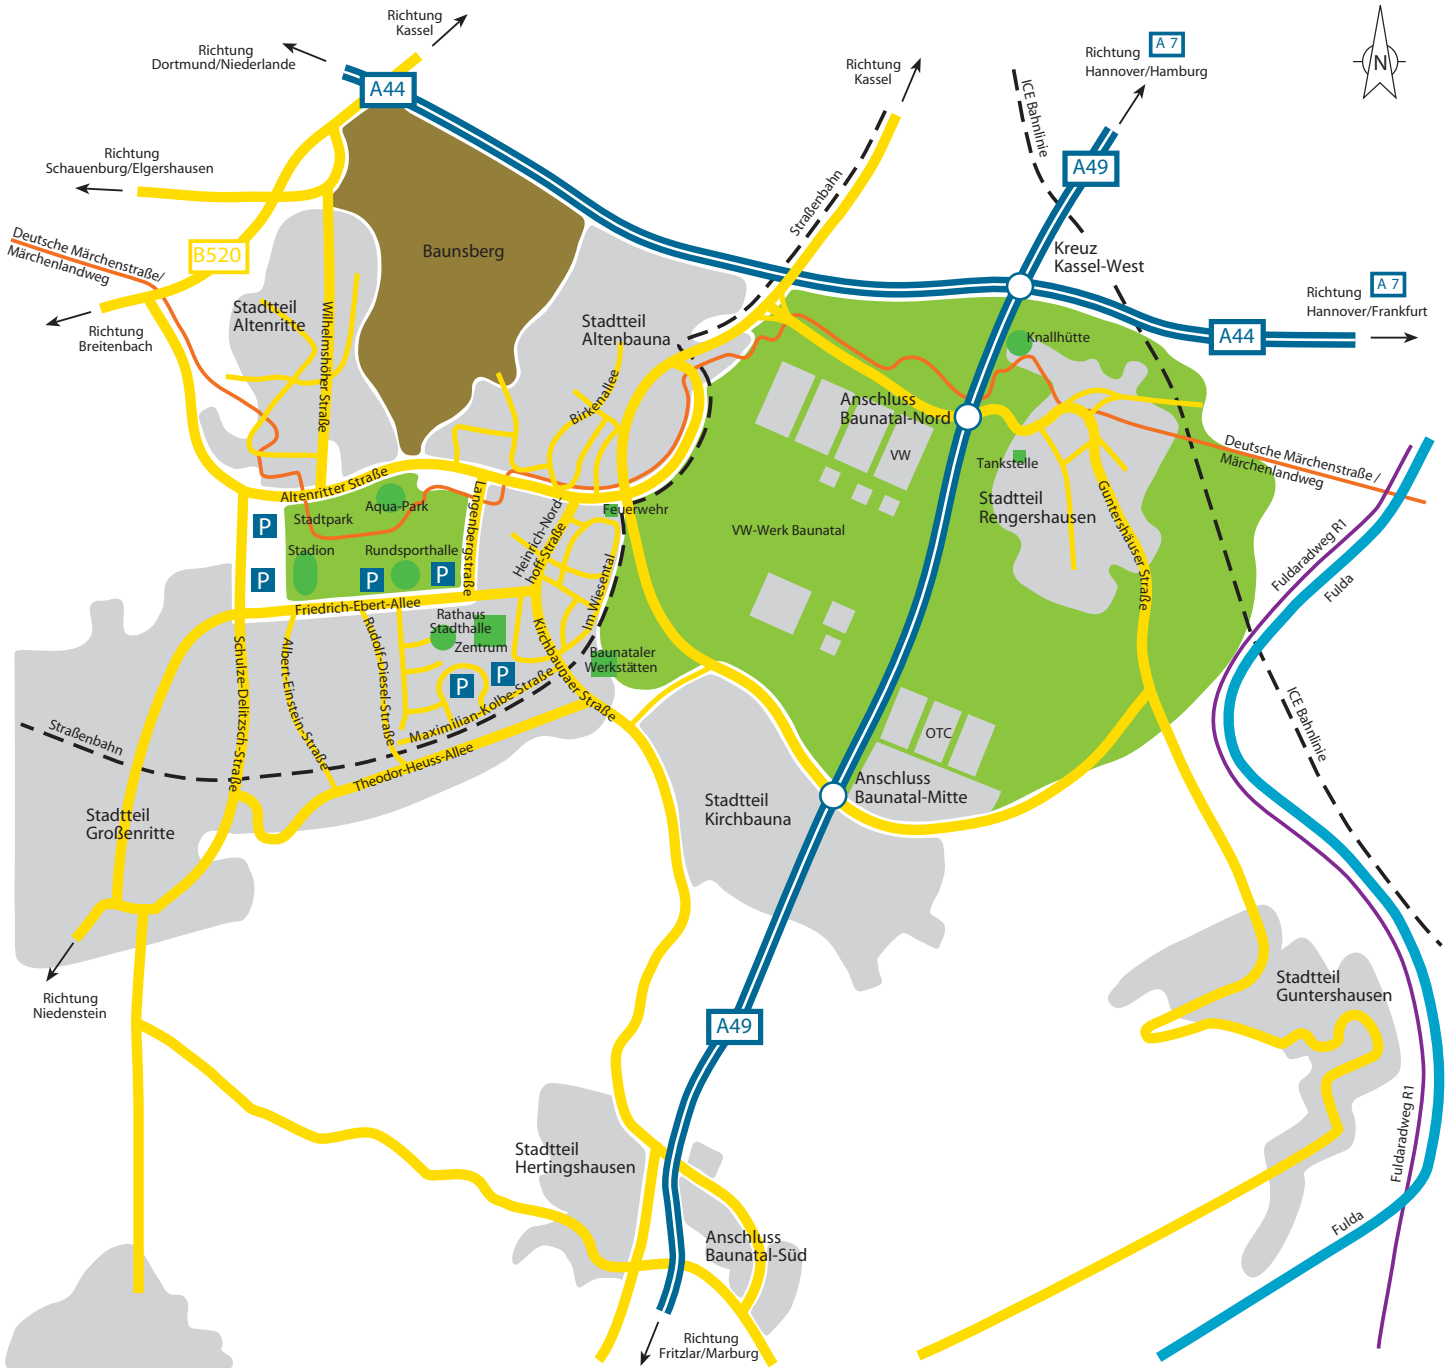 Richtung
Kassel
Richtung
Dortmund/Niederlande
A44
Richtung
Kassel
Richtung
A 7
Hannover/Hamburg
N
ICE Bahnlinie
A49
Richtung
Schauenburg/Elgershausen
Straßenbahn
Deutsche Märchenstraße/
Märchenlandweg
B520
Baunsberg
Kreuz
Kassel-West
Richtung
A 7
Hannover/Frankfurt
A44
Richtung
Breitenbach
Stadtteil
Altenritte
Wilhelmshöher Straße
Stadtteil
Altenbauna
Knallhütte
Birkenallee
Anschluss
Baunatal-Nord
VW
Tankstelle
Stadtteil
Rengershausen
Guntershäuser Straße
Deutsche Märchenstraße/
Märchenlandweg
Altenritter Straße
Aqua-Park
Langenbergstraße
Heinrich-Nord-
hoff-Straße
Feuerwehr
VW-Werk Baunatal
P
Stadtpark
Stadion
Rundsporthalle
P
P
P
Im Wiesental
Fuldaradweg R1
Fulda
Friedrich-Ebert-Allee
Rathaus
Stadthalle
Zentrum
Kirchbaunaer Straße
Baunataler
Werkstätten
Schulze-Delitzsch-Straße
Albert-Einstein-Straße
Rudolf-Diesel-Straße
P
P
Maximilian-Kolbe-Straße
Theodor-Heuss-Allee
Straßenbahn
OTC
ICE Bahnlinie
Stadtteil
Großenritte
Stadtteil
Kirchbauna
Anschluss
Baunatal-Mitte
Richtung
Niedenstein
A49
Stadtteil
Guntershausen
Fuldaradweg R1
Stadtteil
Hertingshausen
Anschluss
Baunatal-Süd
Fulda
Richtung
Fritzlar/Marburg